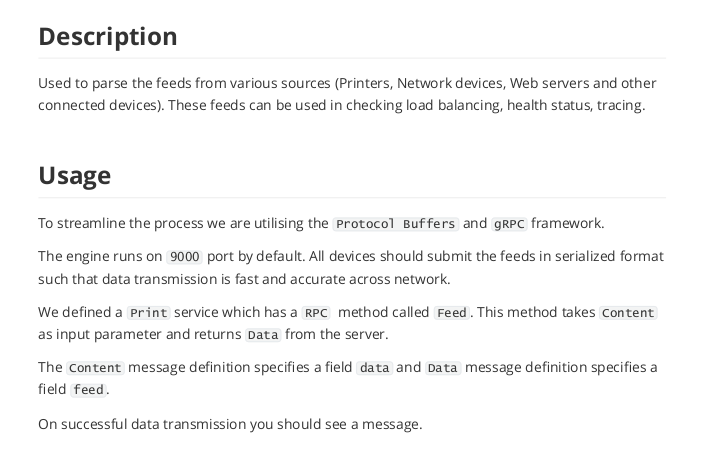 Description
Used to parse the feeds from various sources (Printers, Network devices, Web servers and other
connected devices). These feeds can be used in checking load balancing, health status, tracing.
Usage
To streamline the process we are utilising the Protocol Buffers and gRPC framework.
The engine runs on 9000 port by default. All devices should submit the feeds in serialized format
such that data transmission is fast and accurate across network.
We defined a Print service which has a RPC method called Feed. This method takes Content
as input parameter and returns Data from the server.
The Content message definition specifies a field data and Data message definition specifies a
field feed.
On successful data transmission you should see a message.